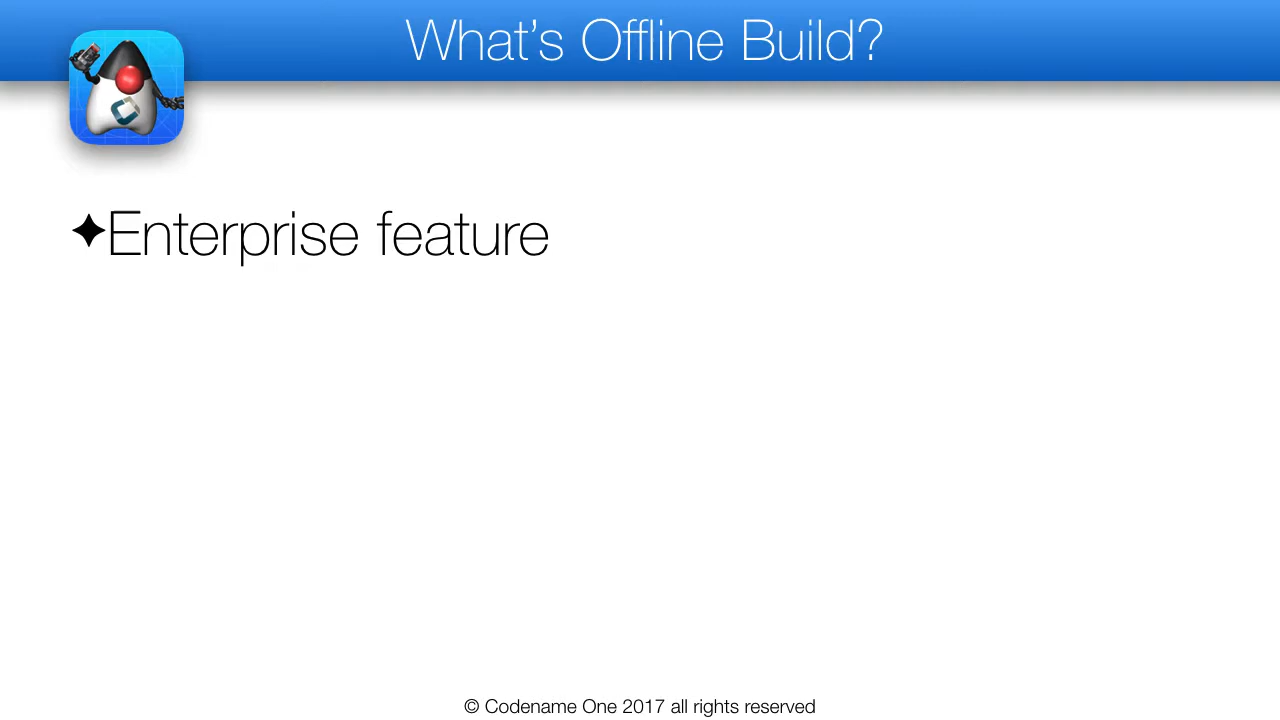 What’s Offline Build?
✦Enterprise feature
© Codename One 2017 all rights reserved